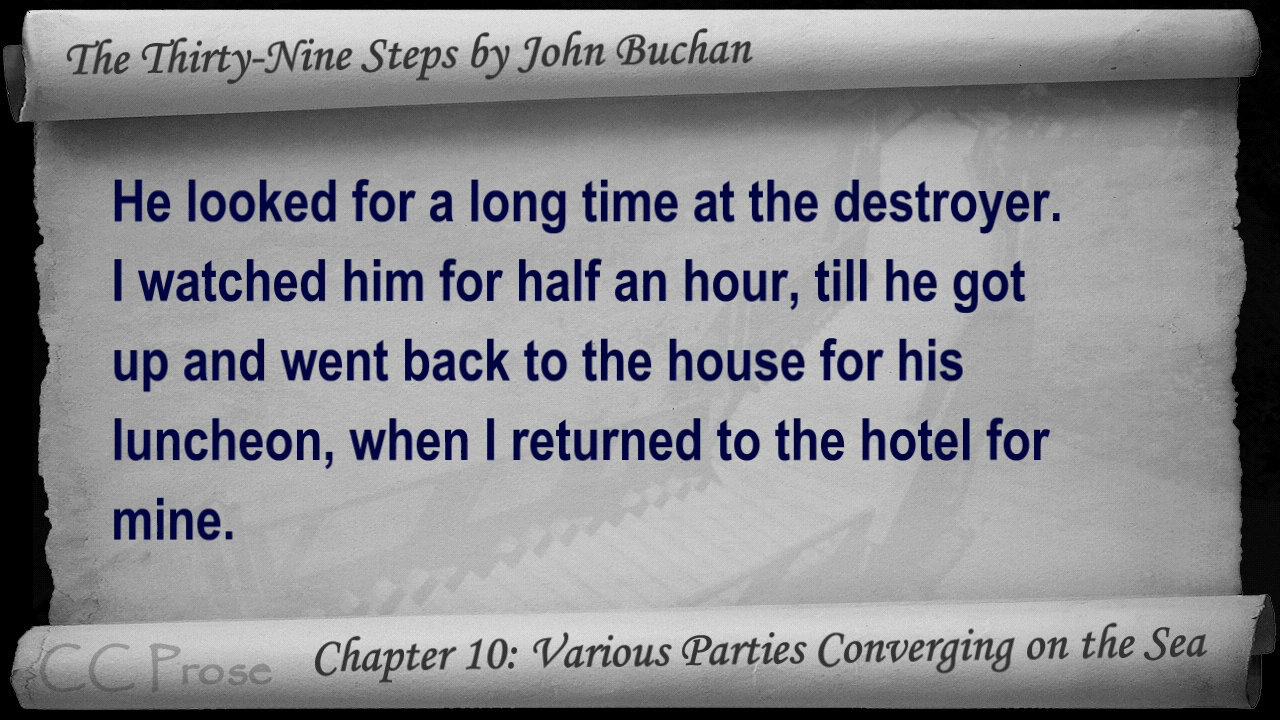 The Thirty-Nine Steps by John Buchan
He looked for a long time at the destroyer.
I watched him for half an hour, till he got
up and went back to the house for his
luncheon, when I returned to the hotel for
mine.
CC Prose
Chapter 10: Various Parties Converging on the Sea